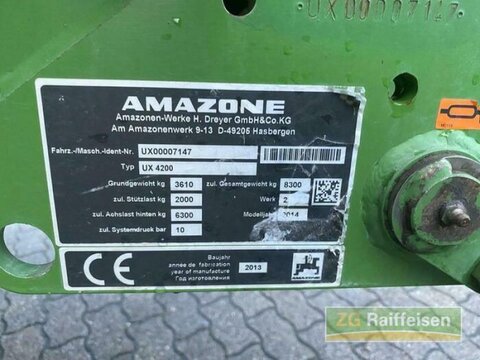 UX00007147
AMAZONE
Amazonen-Werke H. Dreyer GmbH&Co.KG
Am Amazonenwerk 9-13 D-49205 Hasbergen
Fahrz.-/Masch.-Ident-Nr. UX00007147
Typ UX 4200
Grundgewicht kg 3610 zul. Gesamtgewicht kg 8300
zul. Stützlast kg 2000 Werk 2
zul. Achslast hinten kg 6300 Modelljahr 2014
zul. Systemdruck bar 10
CE
Baujahr
année de fabrication
year of manufacture
Год изготовления
2013
AMAZONE
ZG Raiffeisen